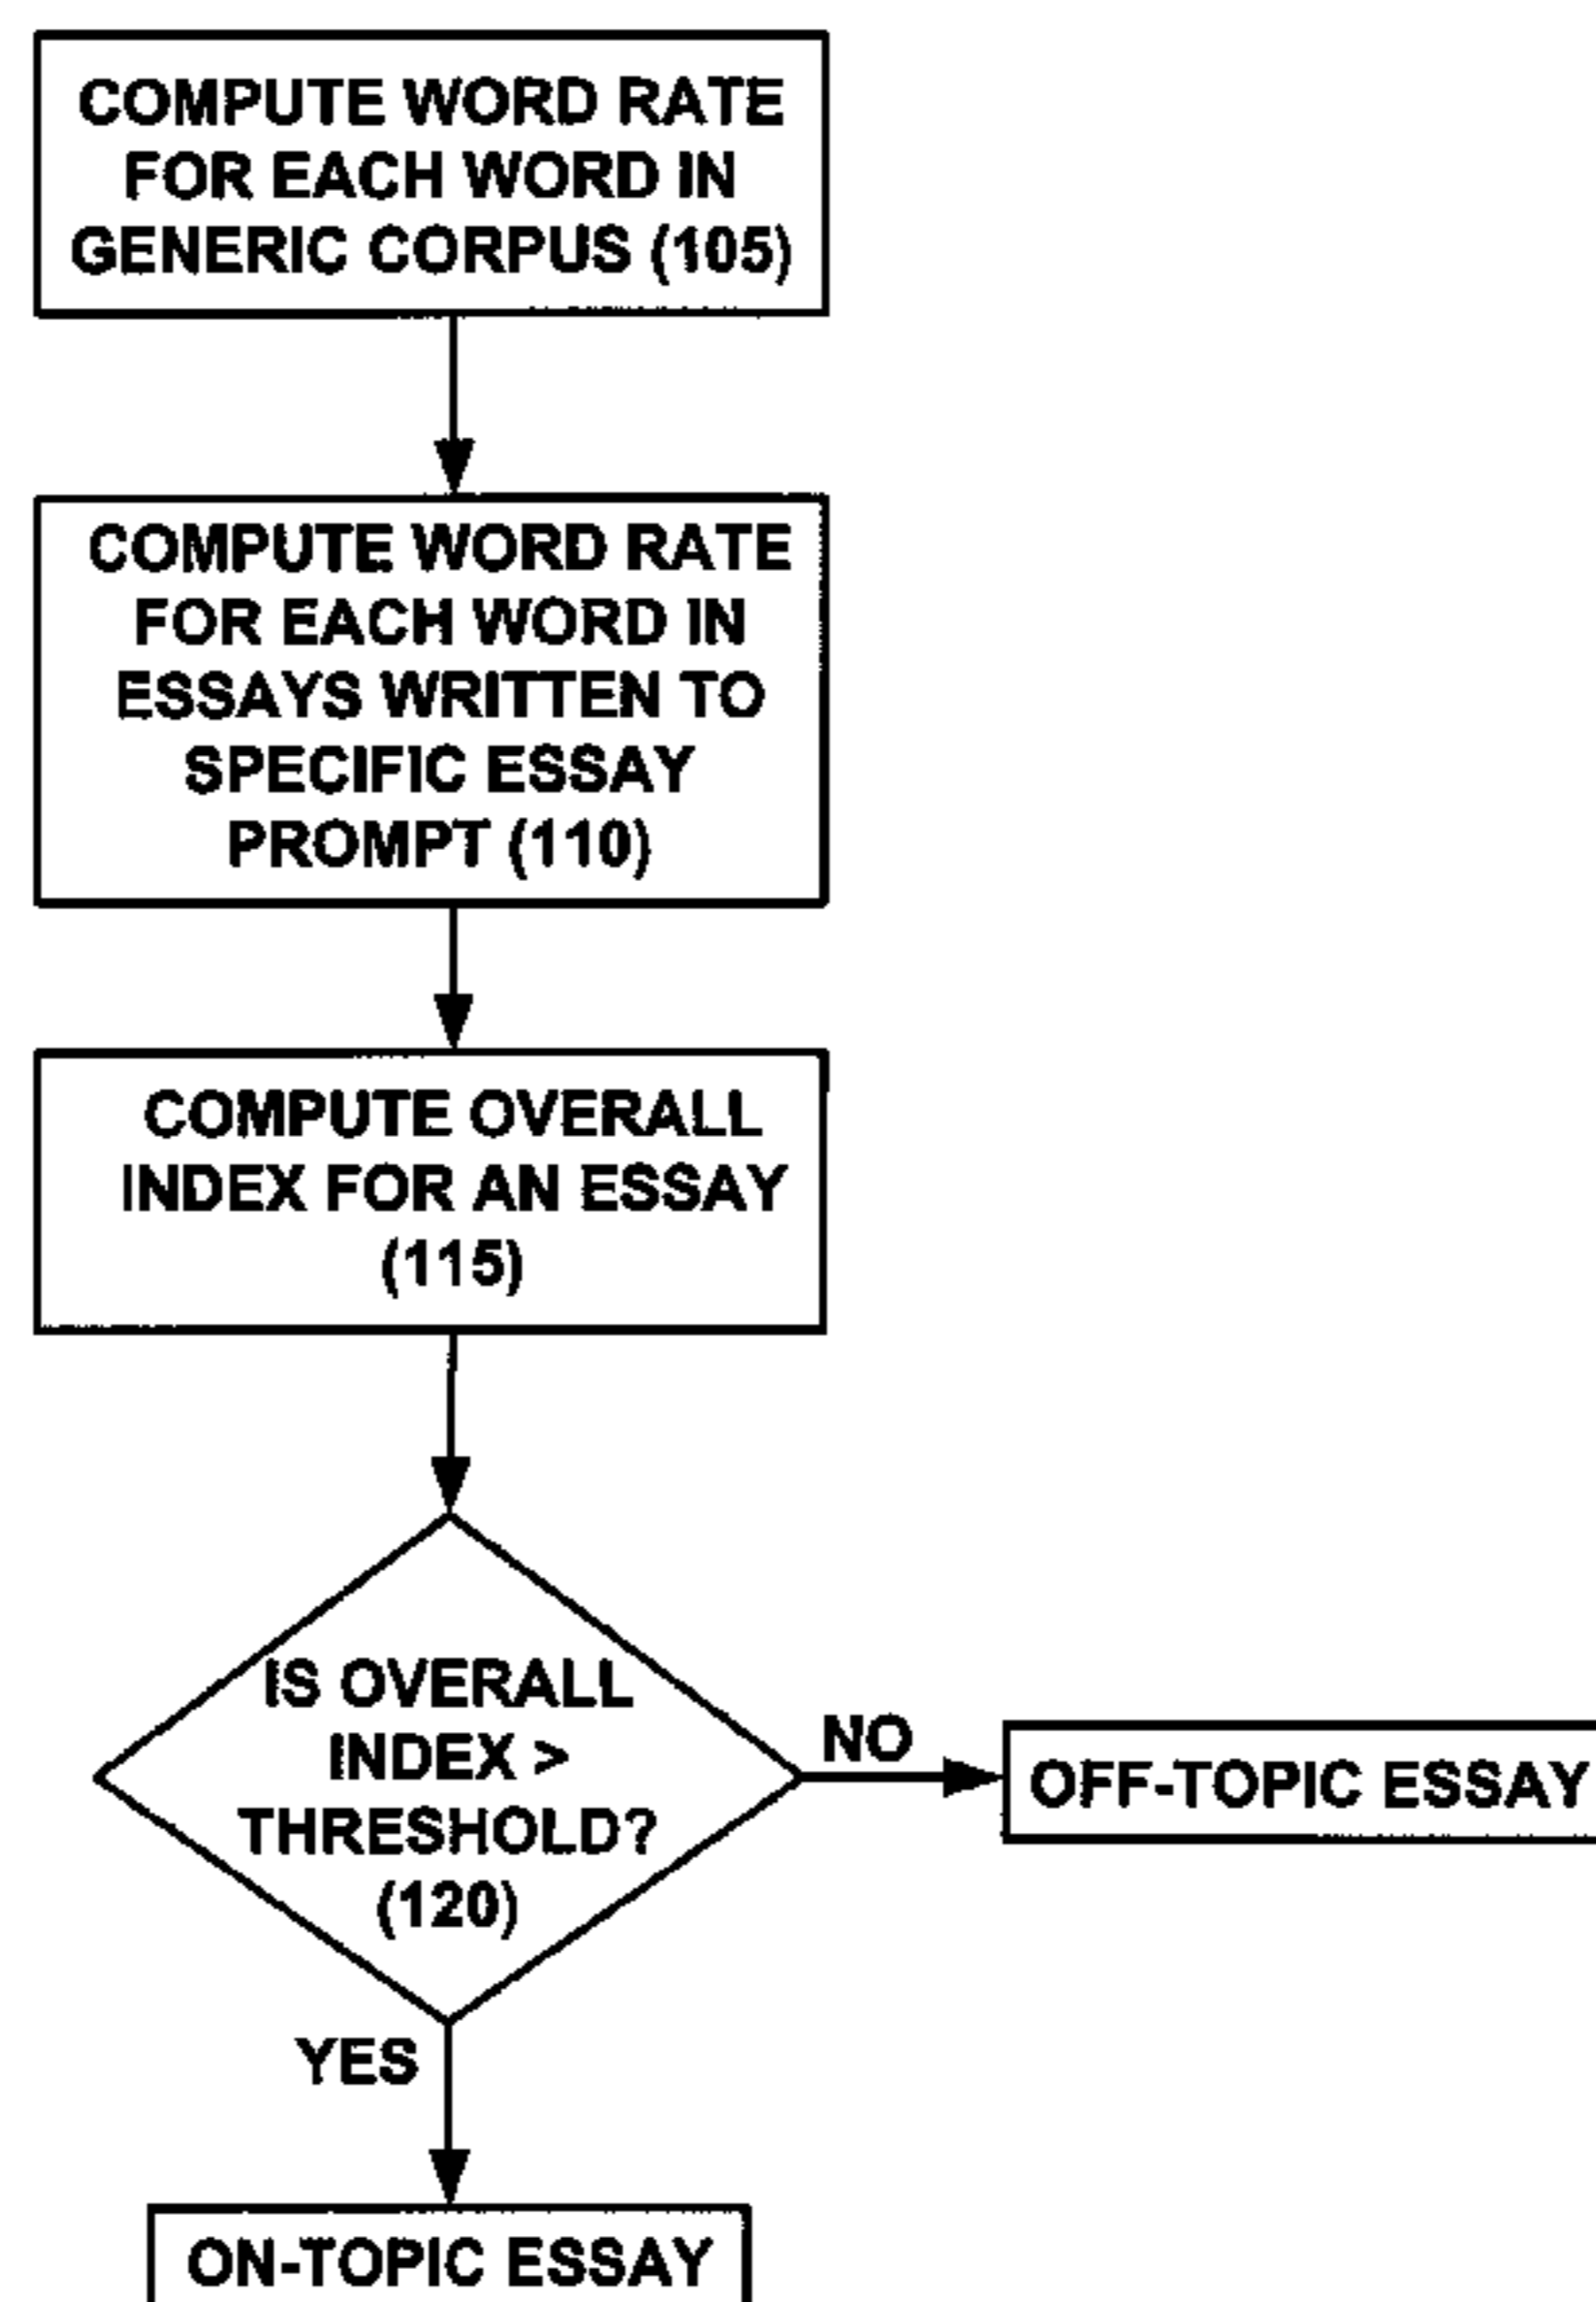 COMPUTE WORD RATE
FOR EACH WORD IN
GENERIC CORPUS (105)
COMPUTE WORD RATE
FOR EACH WORD IN
ESSAYS WRITTEN TO
SPECIFIC ESSAY
PROMPT (110)
COMPUTE OVERALL
INDEX FOR AN ESSAY
(115)
IS OVERALL
INDEX >
THRESHOLD?
(120)
NO
OFF-TOPIC ESSAY
YES
ON-TOPIC ESSAY